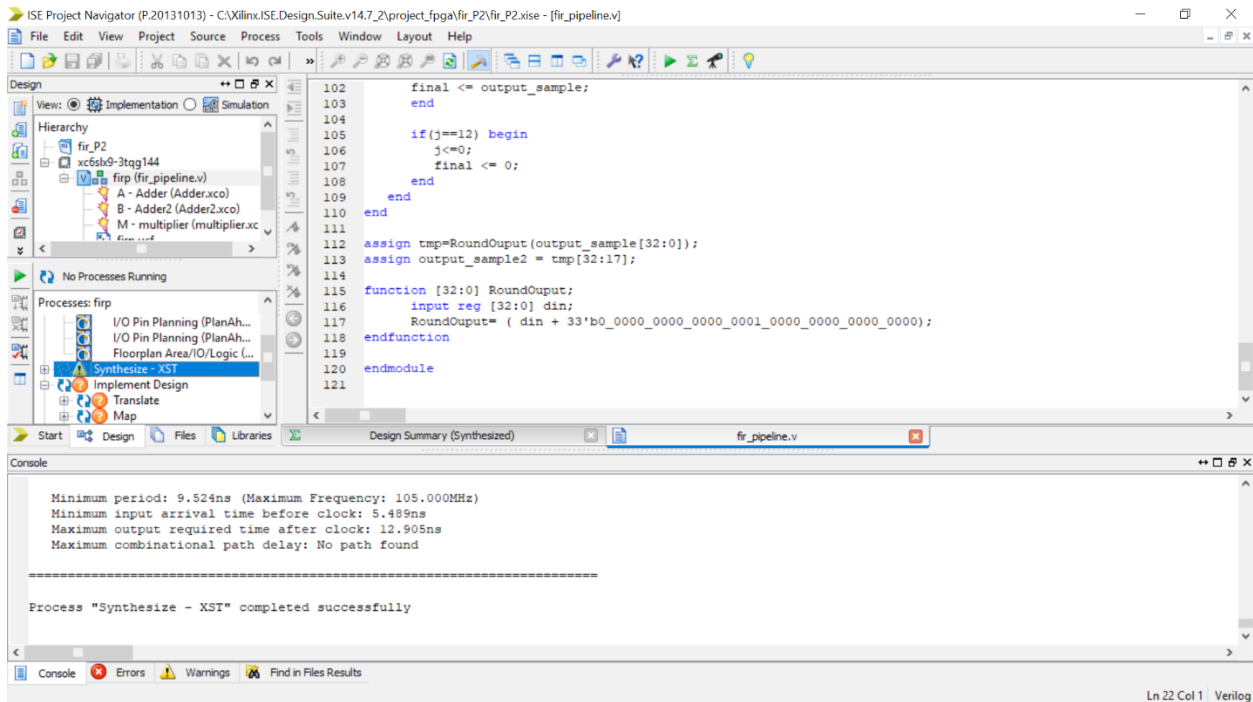 ISE Project Navigator (P.20131013) - C:\Xilinx.ISE.Design.Suite.v14.7_2\project_fpga\fir_P2\fir_P2.xise - [fir_pipeline.v]
File Edit View Project Source Process Tools Window Layout Help
Design
View: Implementation Simulation
Hierarchy
fir_P2
xc6slx9-3tqg144
firp (fir_pipeline.v)
A - Adder (Adder.xco)
B - Adder2 (Adder2.xco)
M - multiplier (multiplier.xc
No Processes Running
Processes: firp
I/O Pin Planning (PlanAh...
I/O Pin Planning (PlanAh...
Floorplan Area/IO/Logic (...
Synthesize - XST
Implement Design
Translate
Map
Start Design Files Libraries
102 final <= output_sample;
103 end
104
105 if(j==12) begin
106 j<=0;
107 final <= 0;
108 end
109 end
110 end
111
112 assign tmp=RoundOuput(output_sample[32:0]);
113 assign output_sample2 = tmp[32:17];
114
115 function [32:0] RoundOuput;
116 input reg [32:0] din;
117 RoundOuput= ( din + 33'b0_0000_0000_0000_0001_0000_0000_0000_0000);
118 endfunction
119
120 endmodule
121
Design Summary (Synthesized)
fir_pipeline.v
Console
Minimum period: 9.524ns (Maximum Frequency: 105.000MHz)
Minimum input arrival time before clock: 5.489ns
Maximum output required time after clock: 12.905ns
Maximum combinational path delay: No path found
=========================================================================
Process "Synthesize - XST" completed successfully
Console Errors Warnings Find in Files Results
Ln 22 Col 1 Verilog